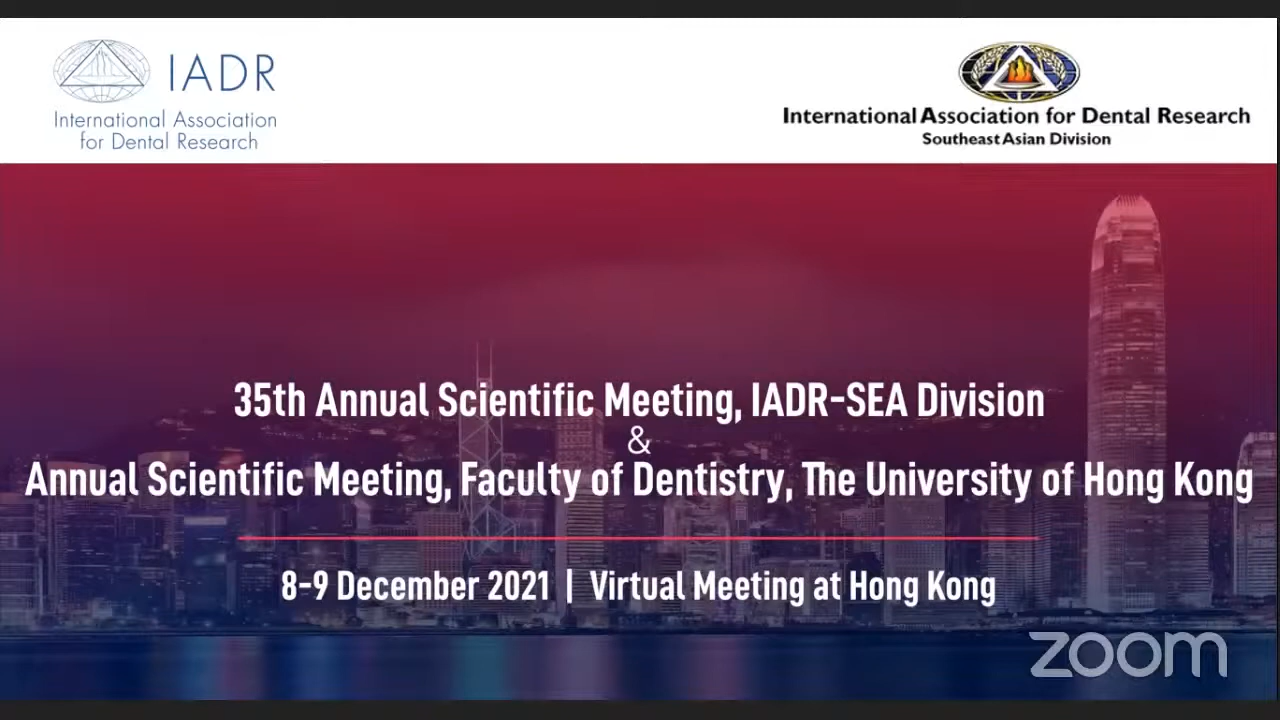 IADR
International Association
for Dental Research
International Association for Dental Research
Southeast Asian Division
35th Annual Scientific Meeting, IADR-SEA Division
&
Annual Scientific Meeting, Faculty of Dentistry, The University of Hong Kong
8-9 December 2021 | Virtual Meeting at Hong Kong
zoom